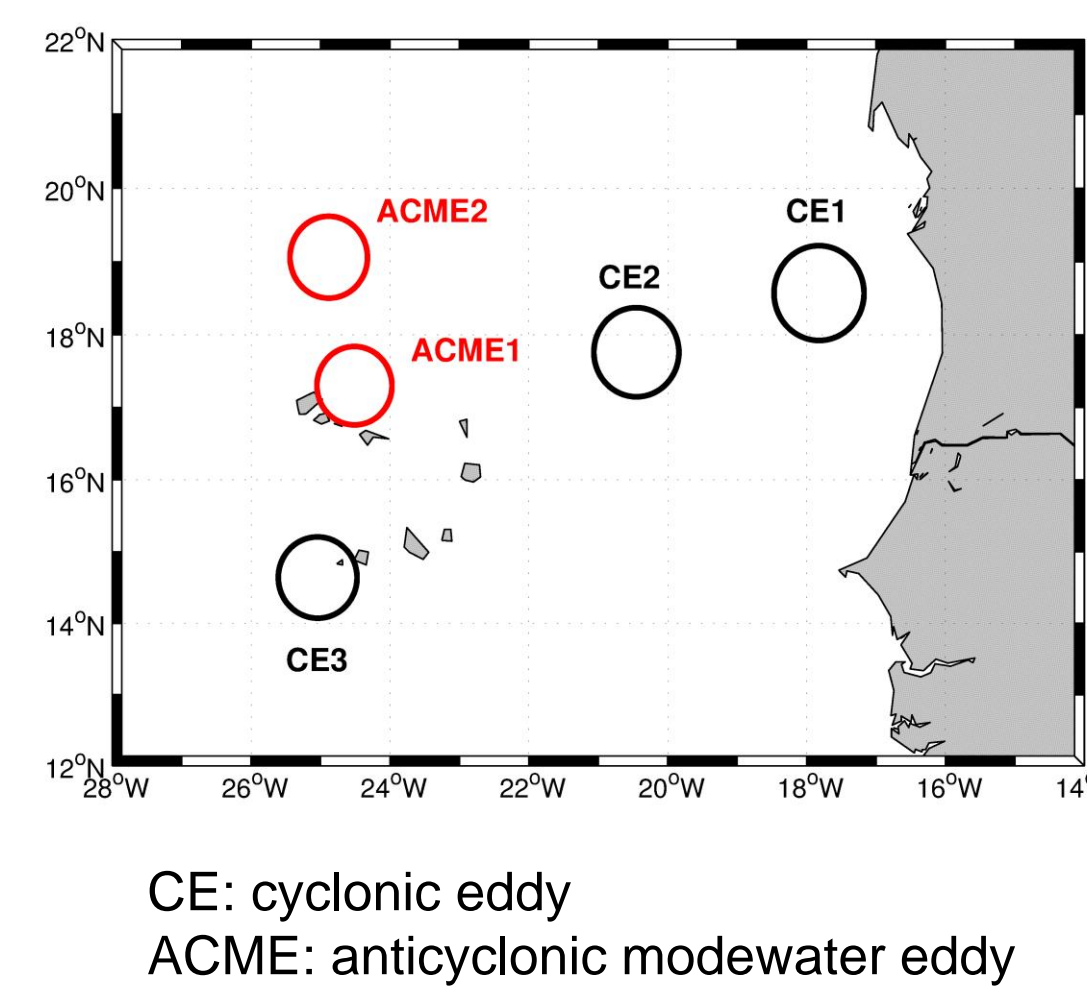 22°N
20°N
18°N
16°N
14°N
12°N
ACME2
CE1
CE2
ACME1
CE3
28°W 26°W 24°W 22°W 20°W 18°W 16°W 14°
CE: cyclonic eddy
ACME: anticyclonic modewater eddy